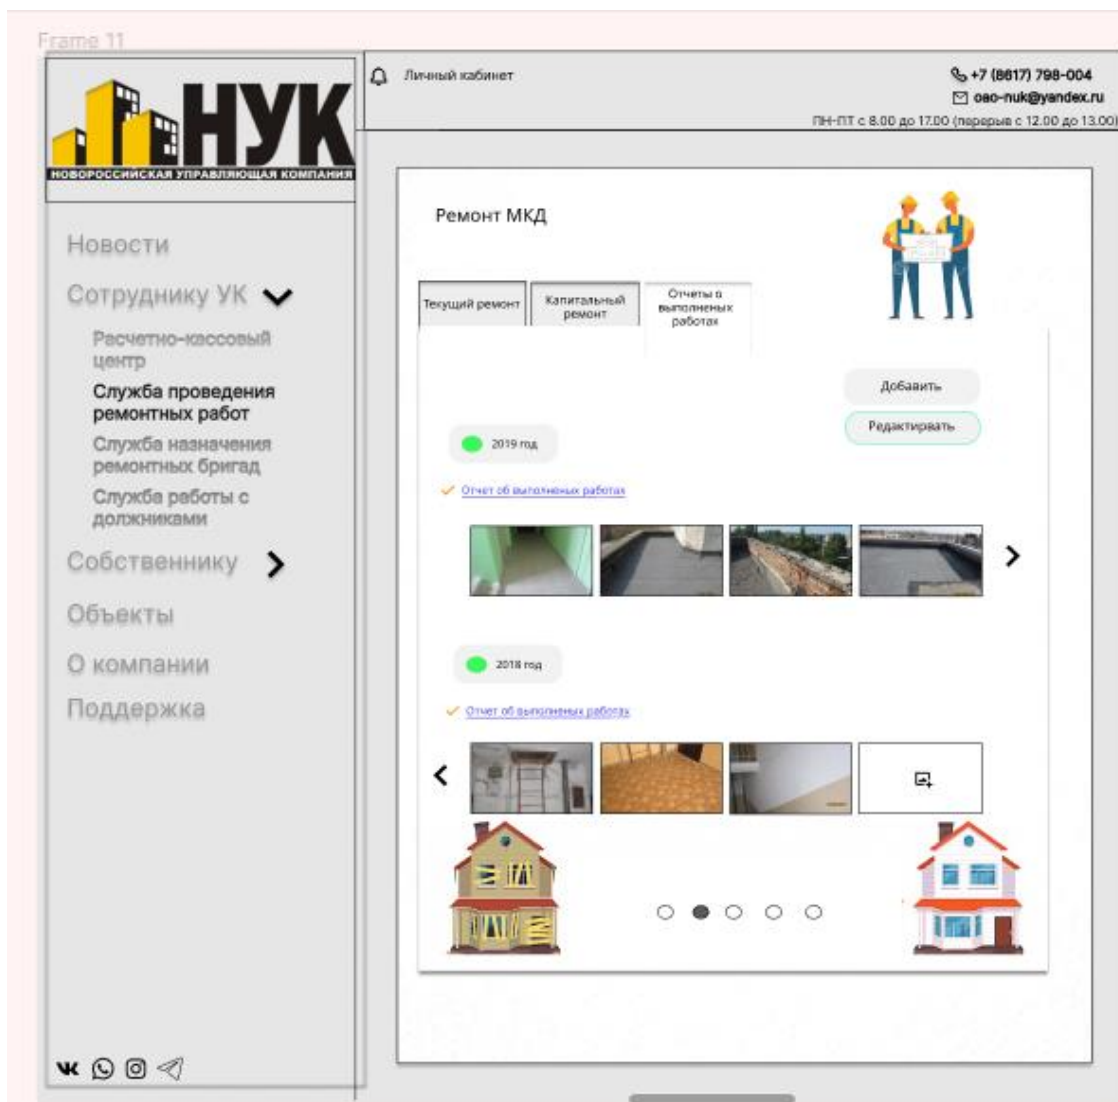 Frame 11
НУК
НОВОРОССИЙСКАЯ УПРАВЛЯЮЩАЯ КОМПАНИЯ
Личный кабинет
+7 (8617) 798-004
oao-nuk@yandex.ru
ПН-ПТ с 8.00 до 17.00 (перерыв с 12.00 до 13.00)
Новости
Сотруднику УК
Расчетно-кассовый
центр
Служба проведения
ремонтных работ
Служба назначения
ремонтных бригад
Служба работы с
должниками
Собственнику
Объекты
О компании
Поддержка
Ремонт МКД
Текущий ремонт
Капитальный
ремонт
Отчеты о
выполненых
работах
Добавить
Редактирвать
2019 год
Отчет об выполненых работах
2018 год
Отчет об выполненых работах